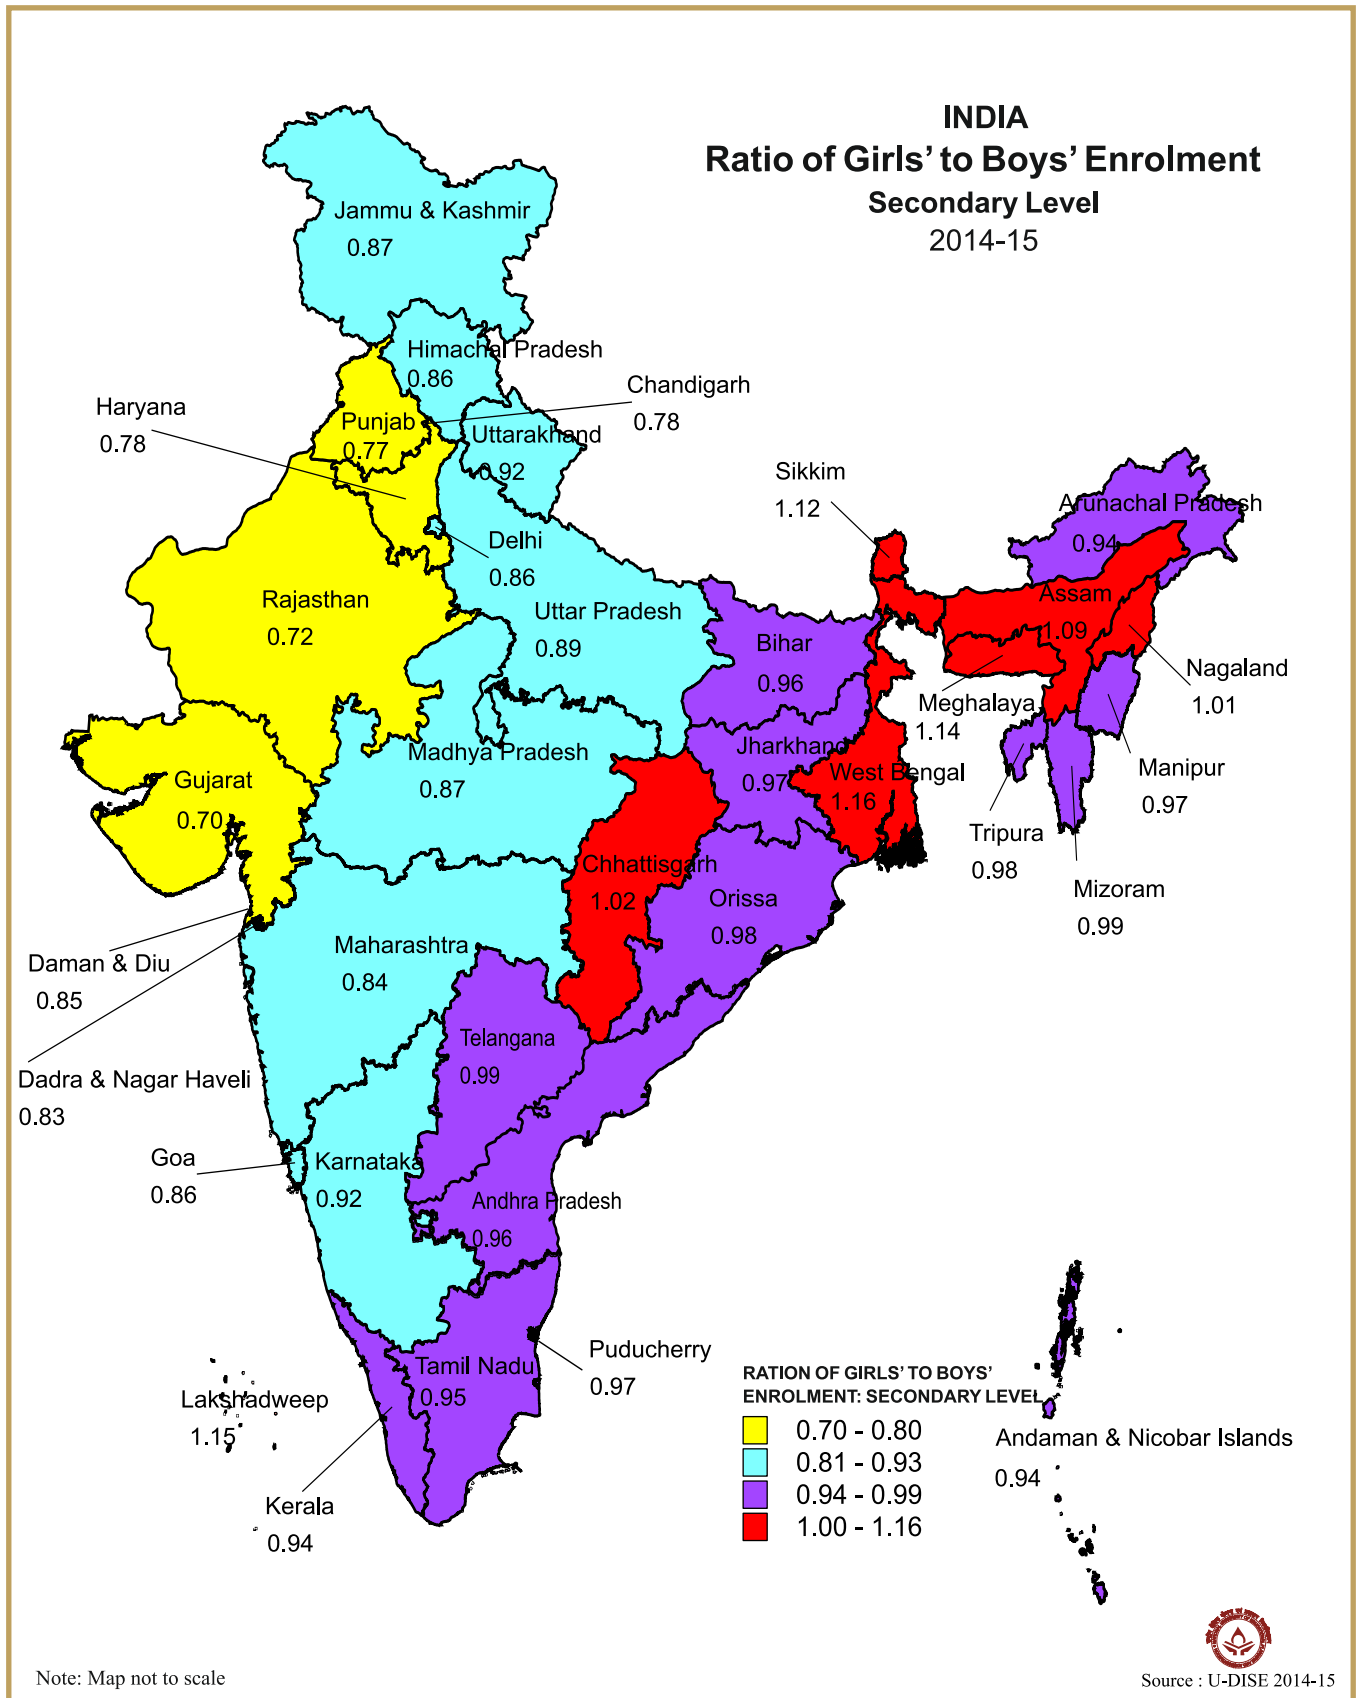 INDIA
Ratio of Girls’ to Boys’ Enrolment
Secondary Level
2014-15
Jammu & Kashmir
0.87
Himachal Pradesh
0.86
Chandigarh
0.78
Haryana
0.78
Punjab
0.77
Uttarakhand
0.92
Sikkim
1.12
Arunachal Pradesh
0.94
Delhi
0.86
Rajasthan
0.72
Uttar Pradesh
0.89
Assam
1.09
Bihar
0.96
Nagaland
1.01
Meghalaya
1.14
Jharkhand
0.97
Madhya Pradesh
0.87
West Bengal
1.16
Manipur
0.97
Gujarat
0.70
Tripura
0.98
Mizoram
0.99
Chhattisgarh
1.02
Orissa
0.98
Maharashtra
0.84
Daman & Diu
0.85
Telangana
0.99
Dadra & Nagar Haveli
0.83
Goa
0.86
Karnataka
0.92
Andhra Pradesh
0.96
Puducherry
0.97
Tamil Nadu
0.95
Lakshadweep
1.15
Kerala
0.94
RATION OF GIRLS’ TO BOYS’
ENROLMENT: SECONDARY LEVEL
0.70 - 0.80
0.81 - 0.93
0.94 - 0.99
1.00 - 1.16
Andaman & Nicobar Islands
0.94
Note: Map not to scale
Source : U-DISE 2014-15